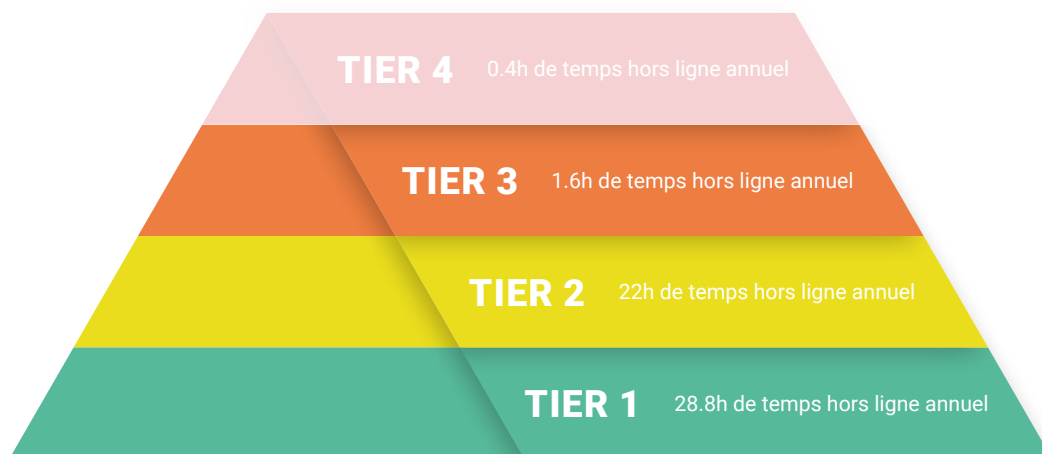 TIER 4 0.4h de temps hors ligne annuel
TIER 3 1.6h de temps hors ligne annuel
TIER 2 22h de temps hors ligne annuel
TIER 1 28.8h de temps hors ligne annuel